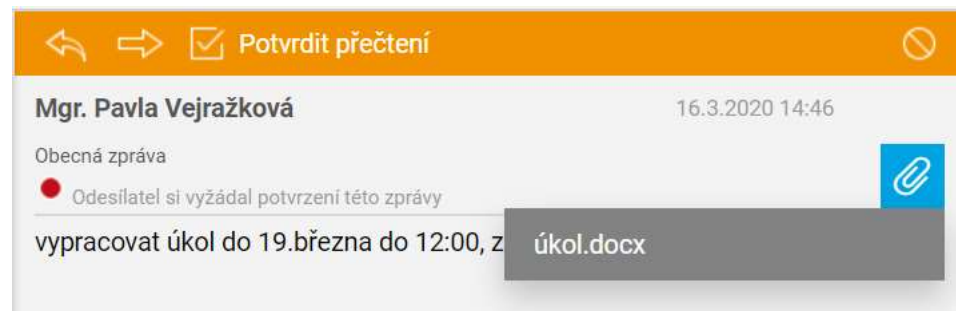 Potvrdit přečtení
Mgr. Pavla Vejražková 16.3.2020 14:46
Obecná zpráva
Odesílatel si vyžádal potvrzení této zprávy
vypracovat úkol do 19.března do 12:00, z
úkol.docx